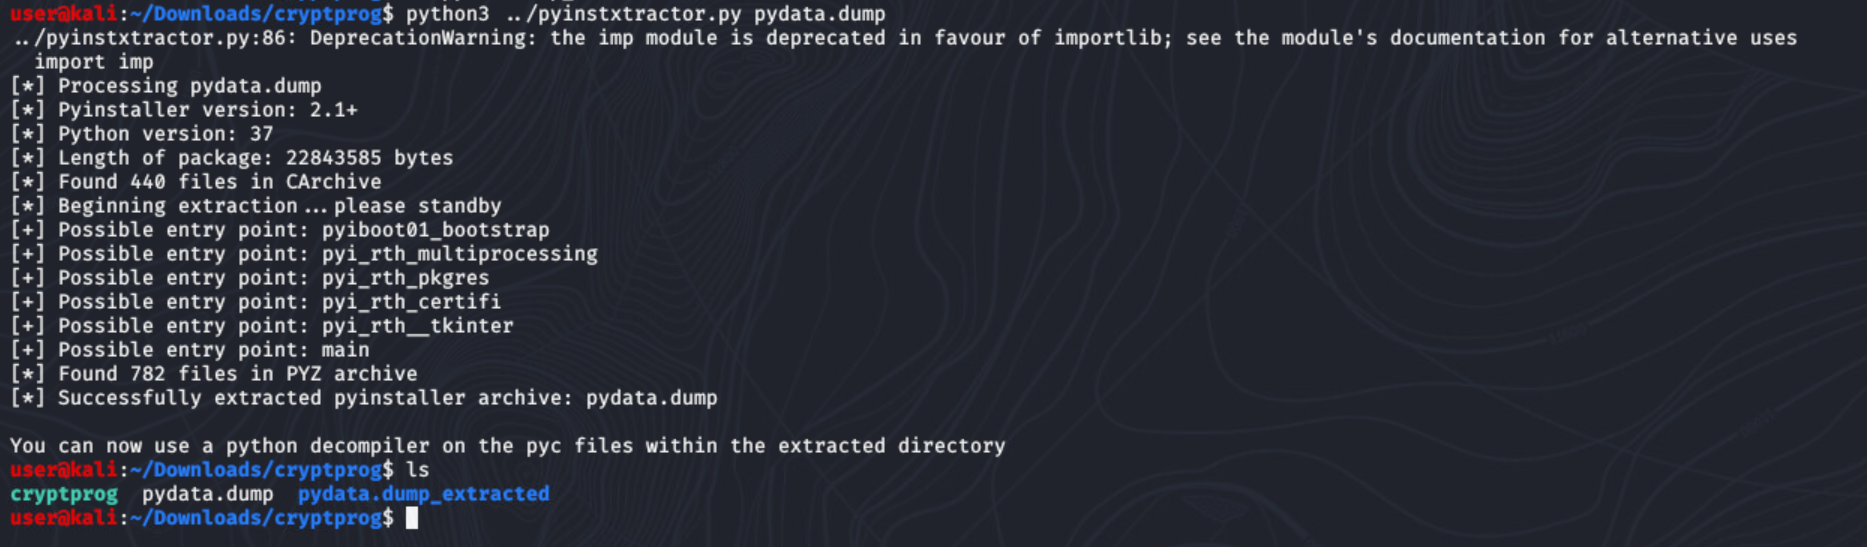 user@kali:~/Downloads/cryptprog$ python3 ../pyinstxtractor.py pydata.dump
../pyinstxtractor.py:86: DeprecationWarning: the imp module is deprecated in favour of importlib; see the module's documentation for alternative uses
  import imp
[*] Processing pydata.dump
[*] Pyinstaller version: 2.1+
[*] Python version: 37
[*] Length of package: 22843585 bytes
[*] Found 440 files in CArchive
[*] Beginning extraction...please standby
[+] Possible entry point: pyiboot01_bootstrap
[+] Possible entry point: pyi_rth_multiprocessing
[+] Possible entry point: pyi_rth_pkgres
[+] Possible entry point: pyi_rth_certifi
[+] Possible entry point: pyi_rth__tkinter
[+] Possible entry point: main
[*] Found 782 files in PYZ archive
[*] Successfully extracted pyinstaller archive: pydata.dump
You can now use a python decompiler on the pyc files within the extracted directory
user@kali:~/Downloads/cryptprog$ ls
cryptprog  pydata.dump  pydata.dump_extracted
user@kali:~/Downloads/cryptprog$